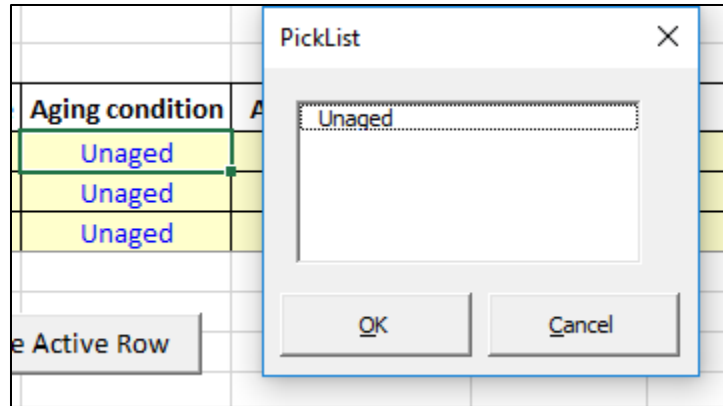 PickList
Aging condition A
Unaged
Unaged
Unaged
Unaged
OK
Cancel
e Active Row